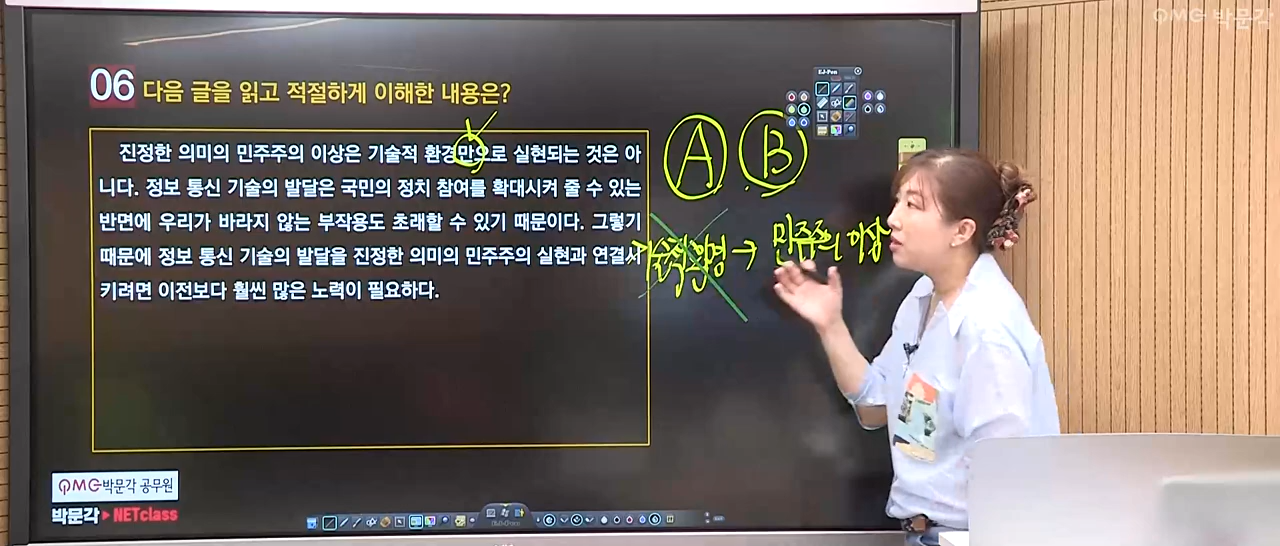 QMG 박문각
06 다음 글을 읽고 적절하게 이해한 내용은?
진정한 의미의 민주주의 이상은 기술적 환경만으로 실현되는 것은 아
니다. 정보 통신 기술의 발달은 국민의 정치 참여를 확대시켜 줄 수 있는
반면에 우리가 바라지 않는 부작용도 초래할 수 있기 때문이다. 그렇기
때문에 정보 통신 기술의 발달을 진정한 의미의 민주주의 실현과 연결시
키려면 이전보다 훨씬 많은 노력이 필요하다.
A B
기술적 환경 → 민주주의 이상
EJ-Pen
QMG박문각 공무원
박문각 ▶ NETclass